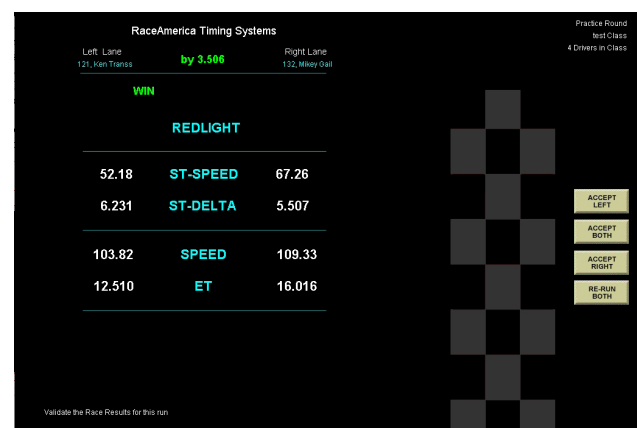 RaceAmerica Timing Systems
Practice Round
test Class
4 Drivers in Class
Left Lane by 3.506 Right Lane
121, Ken Transs 132, Mikey Gail
WIN
REDLIGHT
52.18 ST-SPEED 67.26
6.231 ST-DELTA 5.507
103.82 SPEED 109.33
12.510 ET 16.016
ACCEPT
LEFT
ACCEPT
BOTH
ACCEPT
RIGHT
RE-RUN
BOTH
Validate the Race Results for this run